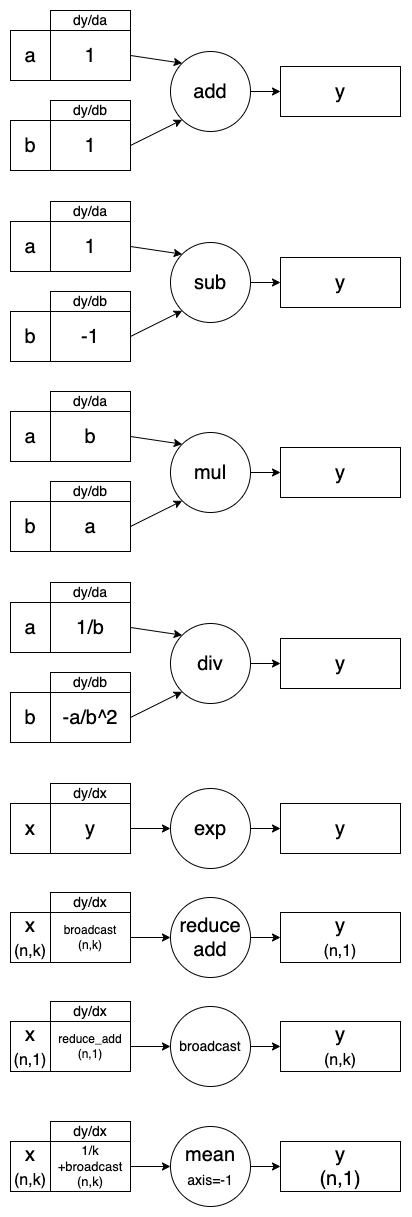 dy/da
a
1
dy/db
b
1
add
y
dy/da
a
1
dy/db
b
-1
sub
y
dy/da
a
b
dy/db
b
a
mul
y
dy/da
a
1/b
dy/db
b
-a/b^2
div
y
dy/dx
x
y
exp
y
dy/dx
x
(n,k)
broadcast
(n,k)
reduce
add
y
(n,1)
dy/dx
x
(n,1)
reduce_add
(n,1)
broadcast
y
(n,k)
dy/dx
x
(n,k)
1/k
+broadcast
(n,k)
mean
axis=-1
y
(n,1)